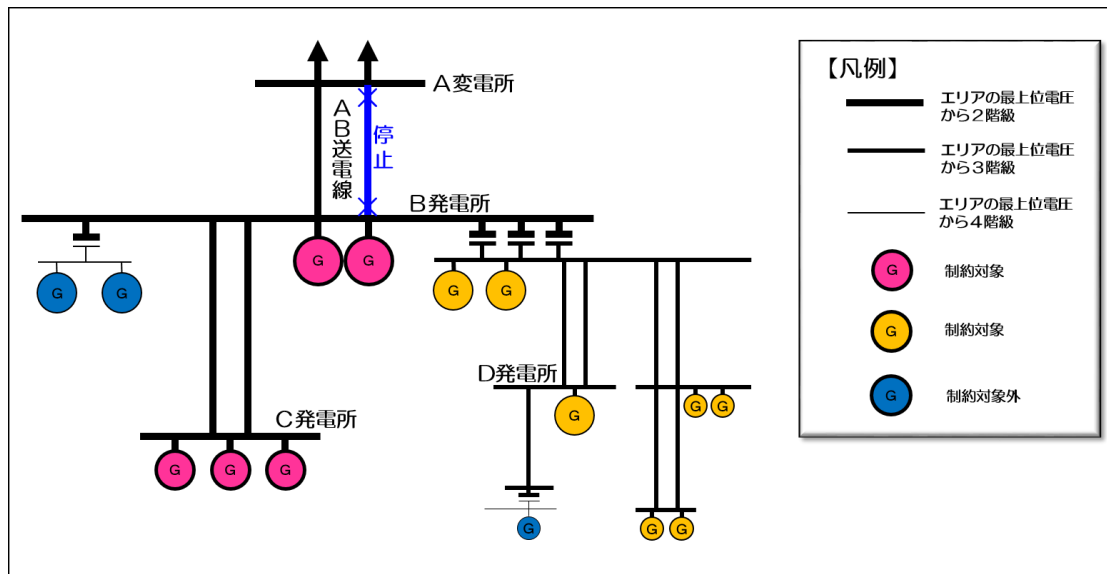 A変電所
AB送電線
停止
B発電所
G
G
G
G
G
G
D発電所
G
G
G
C発電所
G
G
G
G
G
G
【凡例】
エリアの最上位電圧
から2階級
エリアの最上位電圧
から3階級
エリアの最上位電圧
から4階級
G 制約対象
G 制約対象
G 制約対象外